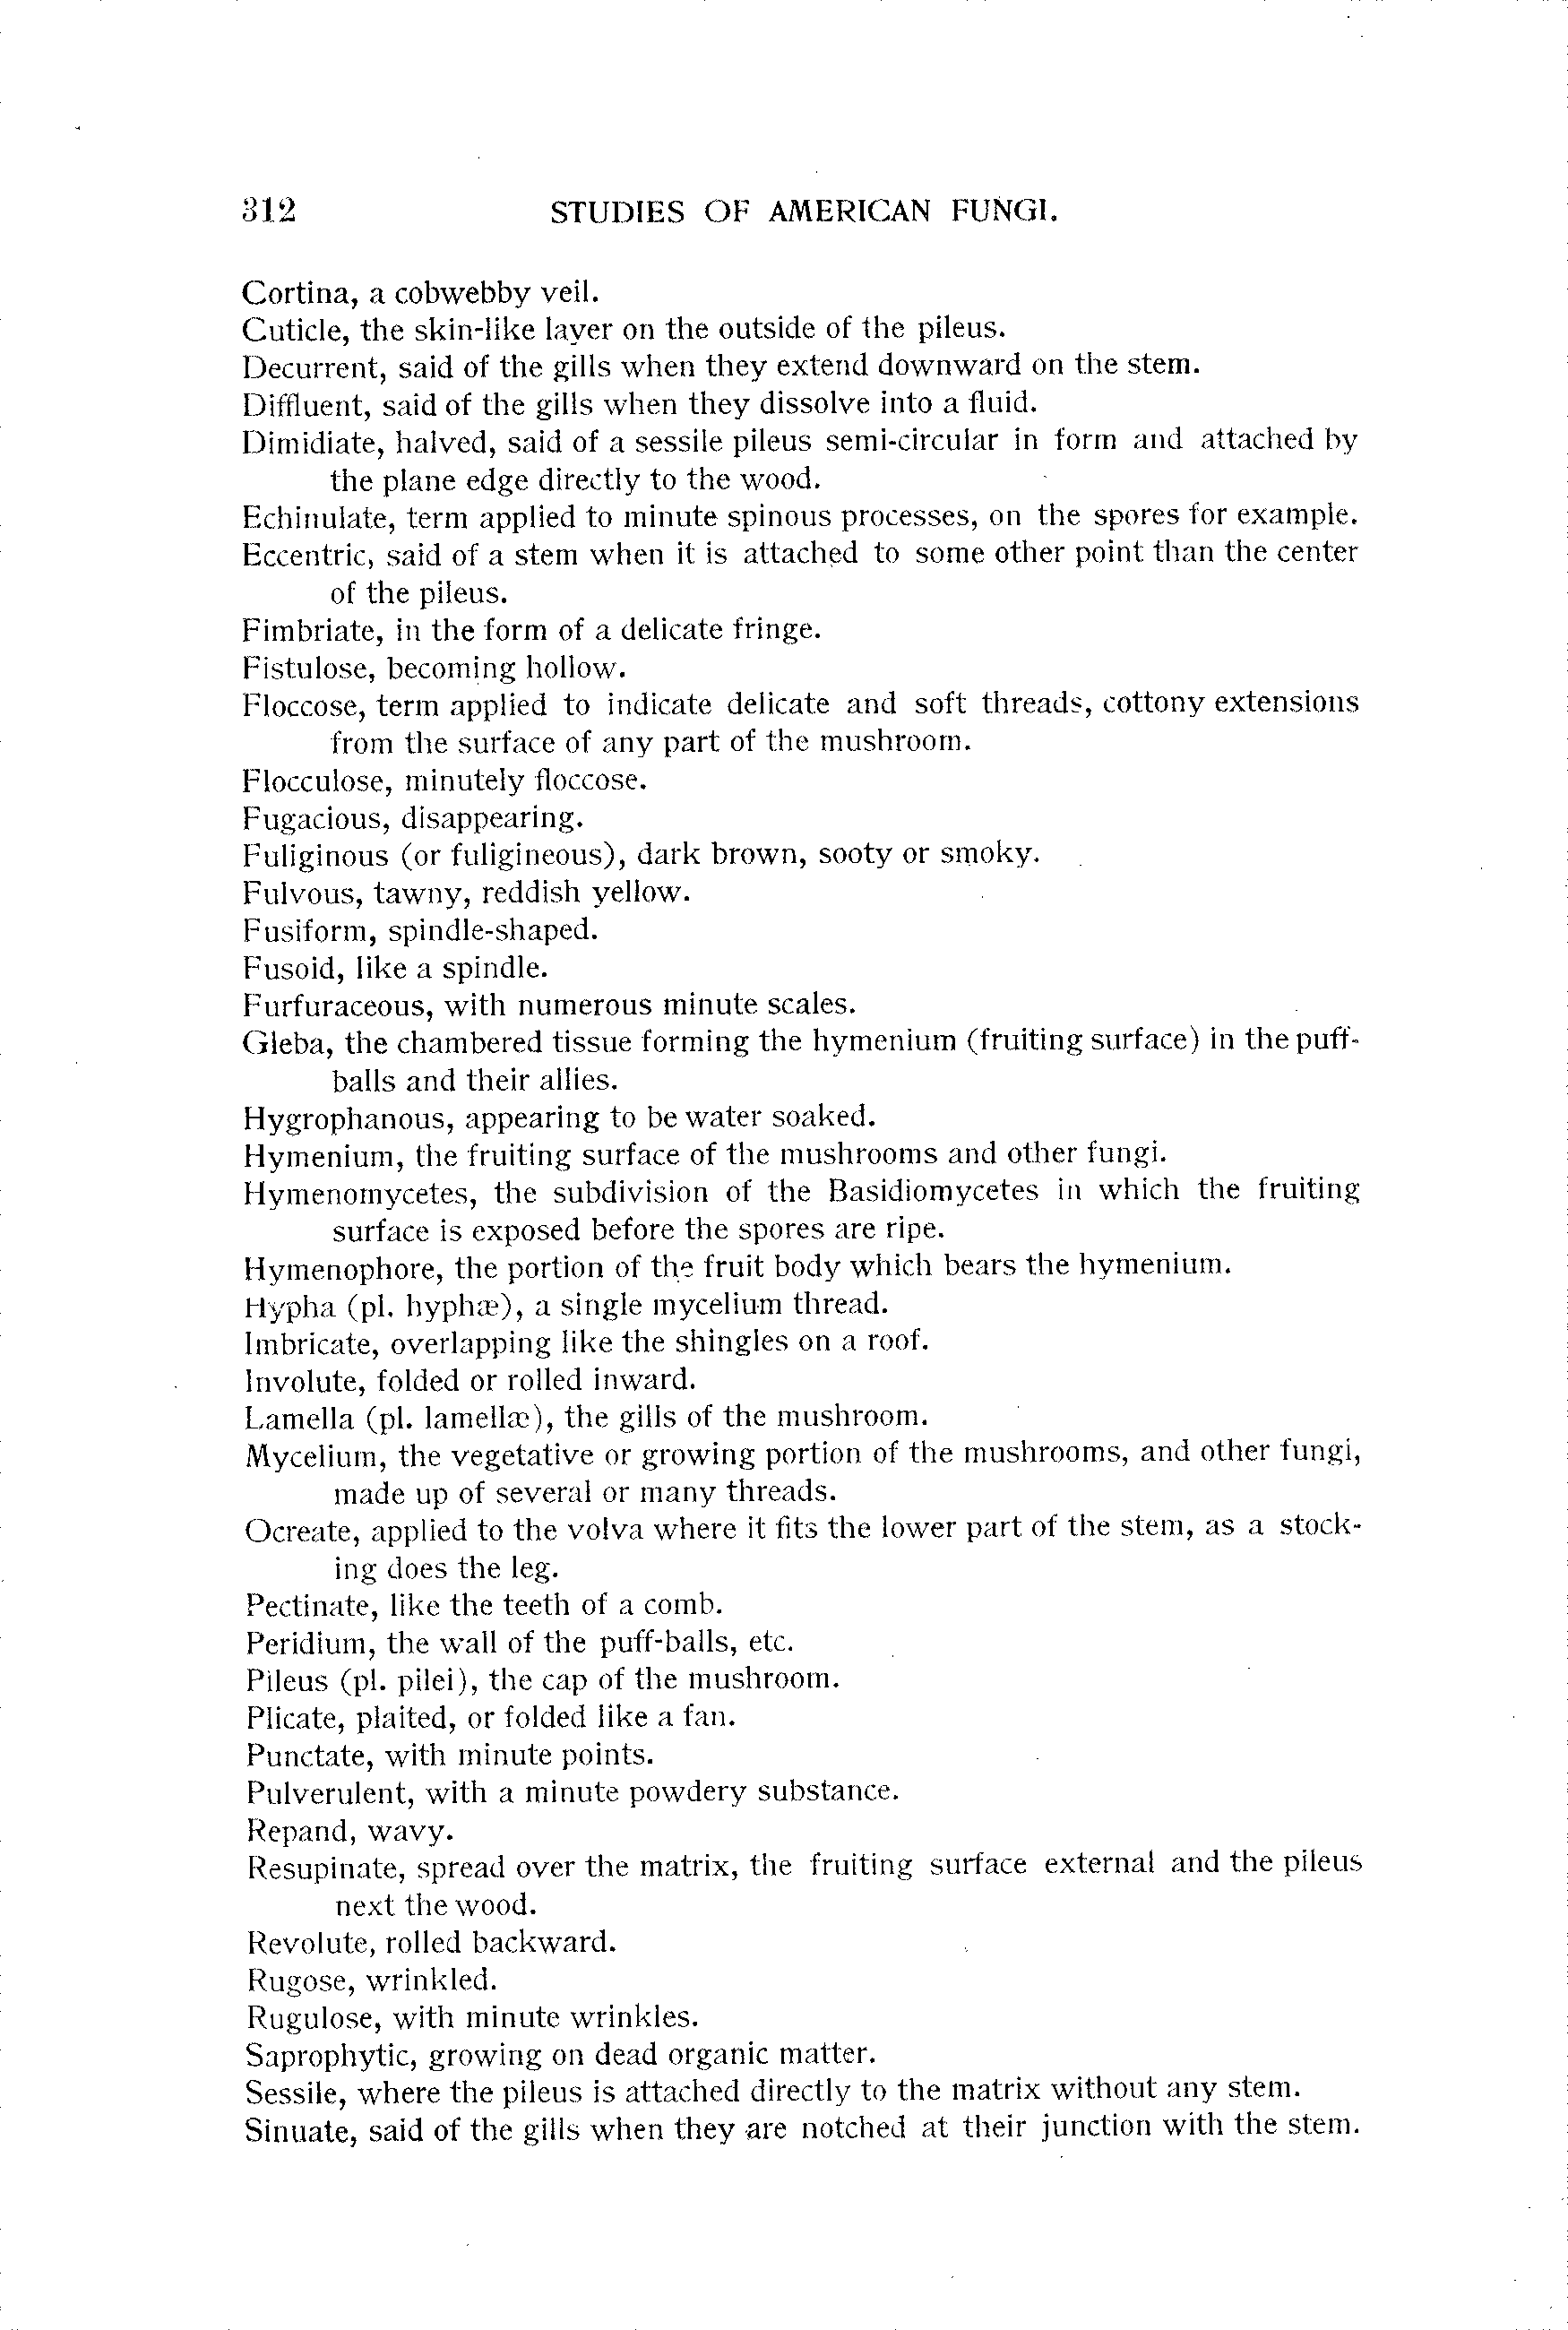 312 STUDIES OF AMERICAN FUNGI.
Cortina, a cobwebby veil.
Cuticle, the skin-like layer on the outside of the pileus.
Decurrent, said of the gills when they extend downward on the stem.
Diffluent, said of the gills when they dissolve into a fluid.
Dimidiate, halved, said of a sessile pileus semi-circular in form and attached by
the plane edge directly to the wood.
Echinulate, term applied to minute spinous processes, on the spores for example.
Eccentric, said of a stem when it is attached to some other point than the center
of the pileus.
Fimbriate, in the form of a delicate fringe.
Fistulose, becoming hollow.
Floccose, term applied to indicate delicate and soft threads, cottony extensions
from the surface of any part of the mushroom.
Flocculose, minutely floccose.
Fugacious, disappearing.
Fuliginous (or fuligineous), dark brown, sooty or smoky.
Fulvous, tawny, reddish yellow.
Fusiform, spindle-shaped.
Fusoid, like a spindle.
Furfuraceous, with numerous minute scales.
Gleba, the chambered tissue forming the hymenium (fruiting surface) in the puff-
balls and their allies.
Hygrophanous, appearing to be water soaked.
Hymenium, the fruiting surface of the mushrooms and other fungi.
Hymenomycetes, the subdivision of the Basidiomycetes in which the fruiting
surface is exposed before the spores are ripe.
Hymenophore, the portion of the fruit body which bears the hymenium.
Hypha (pl. hyphæ), a single mycelium thread.
Imbricate, overlapping like the shingles on a roof.
Involute, folded or rolled inward.
Lamella (pl. lamellæ), the gills of the mushroom.
Mycelium, the vegetative or growing portion of the mushrooms, and other fungi,
made up of several or many threads.
Ocreate, applied to the volva where it fits the lower part of the stem, as a stock-
ing does the leg.
Pectinate, like the teeth of a comb.
Peridium, the wall of the puff-balls, etc.
Pileus (pl. pilei), the cap of the mushroom.
Plicate, plaited, or folded like a fan.
Punctate, with minute points.
Pulverulent, with a minute powdery substance.
Repand, wavy.
Resupinate, spread over the matrix, the fruiting surface external and the pileus
next the wood.
Revolute, rolled backward.
Rugose, wrinkled.
Rugulose, with minute wrinkles.
Saprophytic, growing on dead organic matter.
Sessile, where the pileus is attached directly to the matrix without any stem.
Sinuate, said of the gills when they are notched at their junction with the stem.